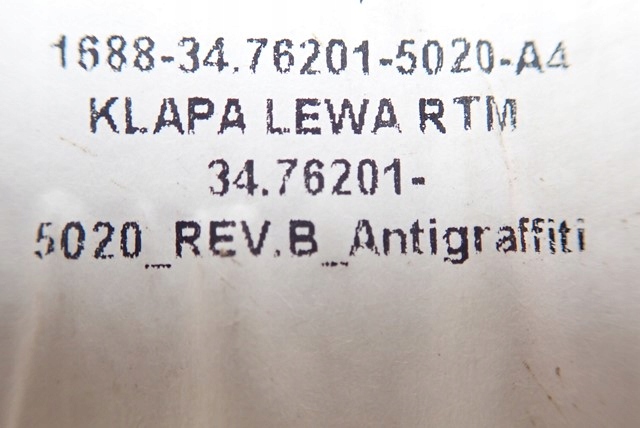 1688-34.76201-5020-A4
KLAPA LEWA RTM
34.76201-
5020_REV.B_Antigraffiti